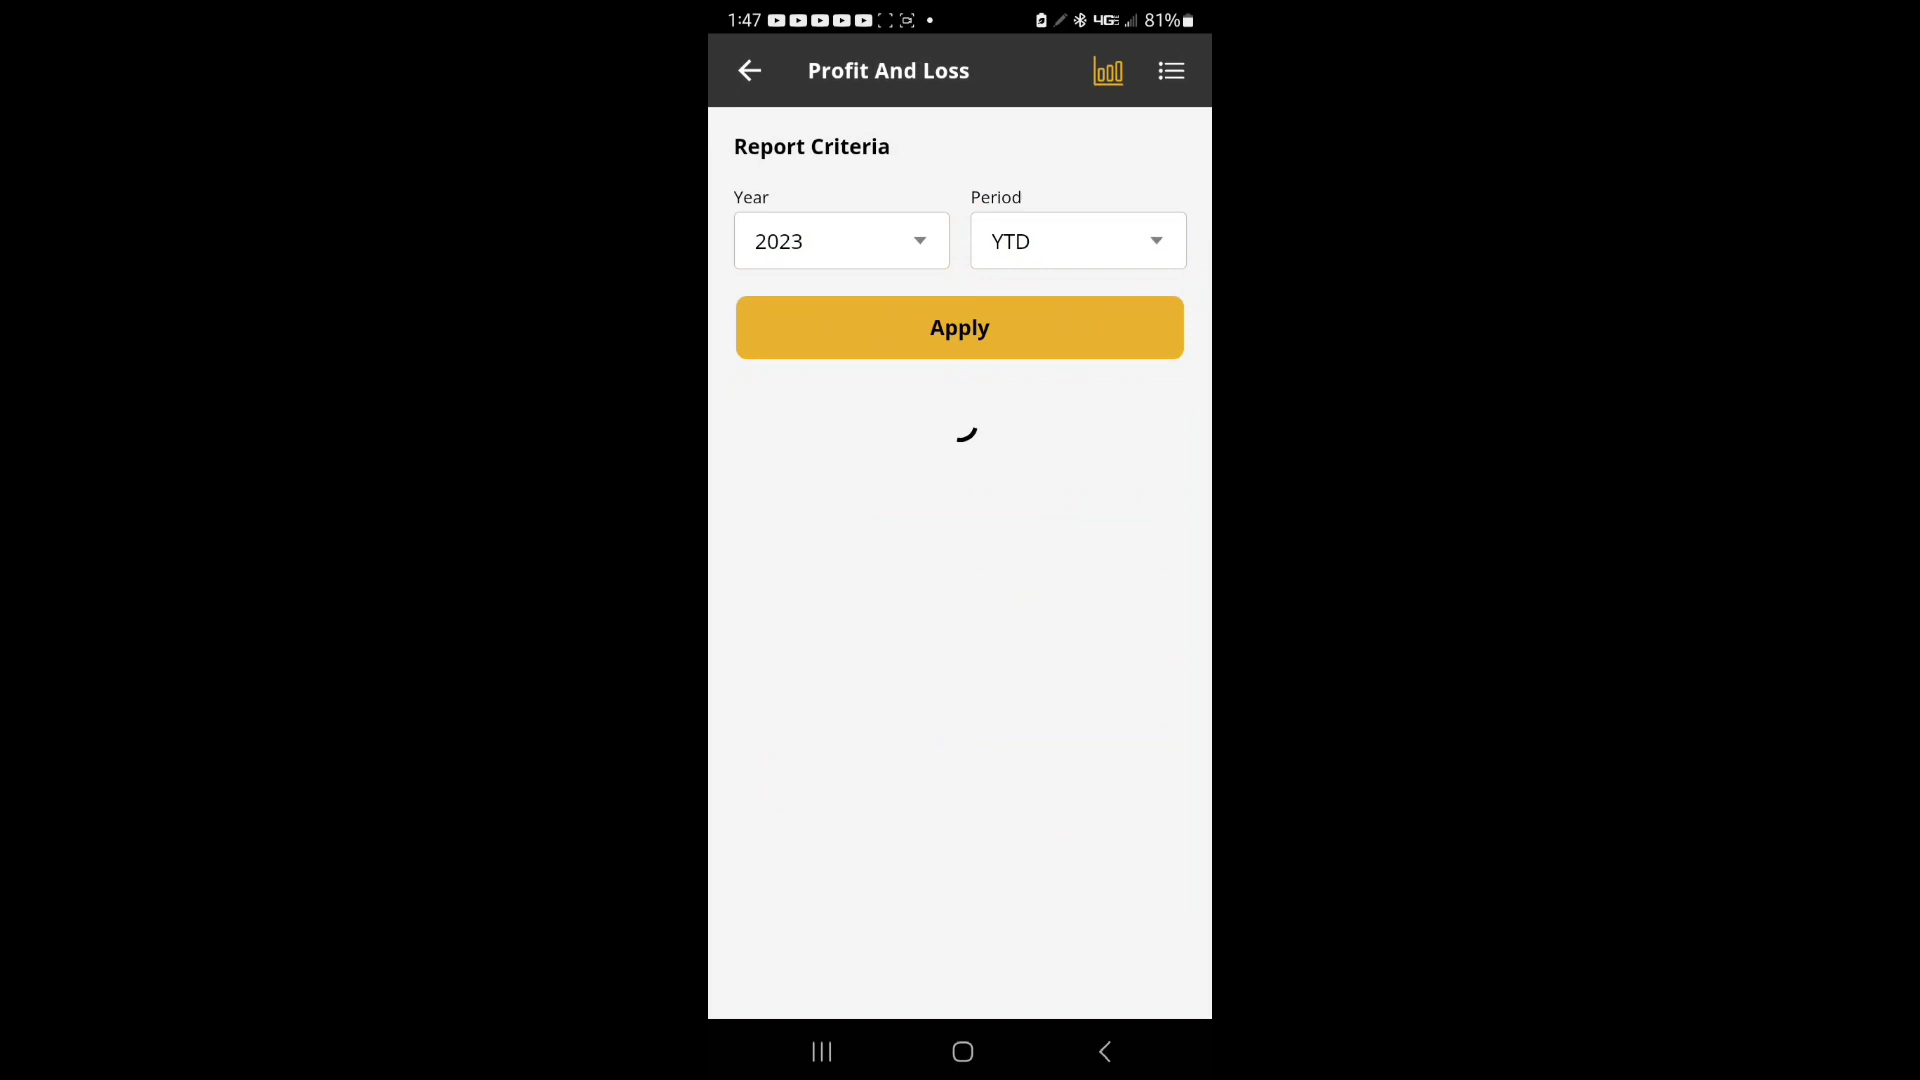 1:47 4G 81%
Profit And Loss
Report Criteria
Year Period
2023 YTD
Apply